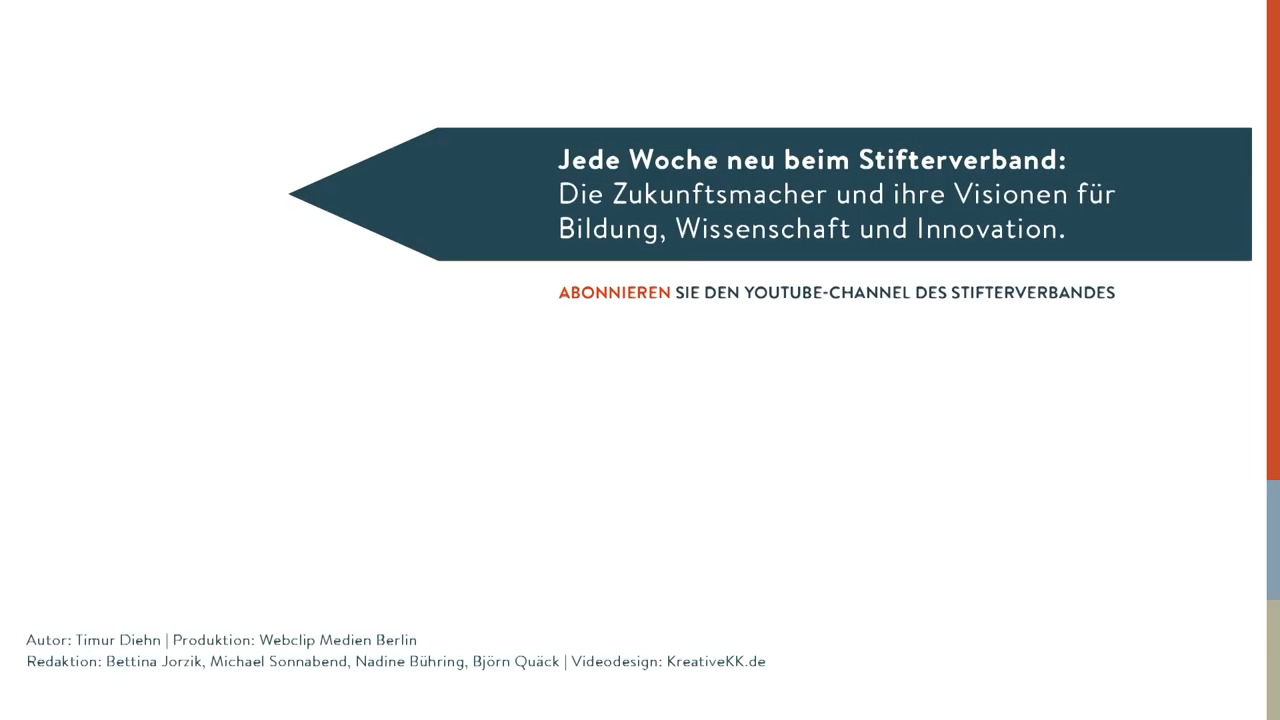 Jede Woche neu beim Stifterverband:
Die Zukunftsmacher und ihre Visionen für
Bildung, Wissenschaft und Innovation.
ABONNIEREN SIE DEN YOUTUBE-CHANNEL DES STIFTERVERBANDES
Autor: Timur Diehn | Produktion: Webclip Medien Berlin
Redaktion: Bettina Jorzik, Michael Sonnabend, Nadine Bühring, Björn Quäck | Videodesign: KreativeKK.de